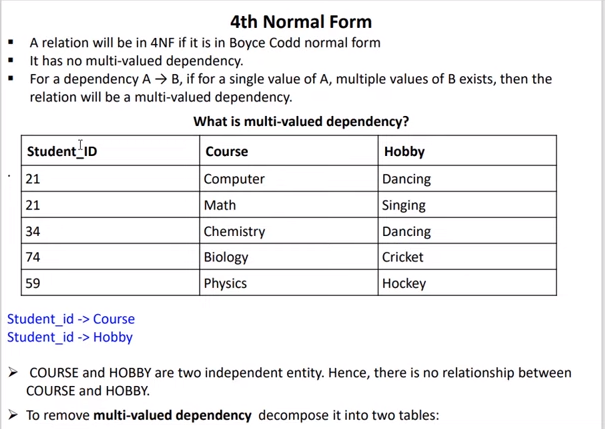 4th Normal Form
▪ A relation will be in 4NF if it is in Boyce Codd normal form
▪ It has no multi-valued dependency.
▪ For a dependency A → B, if for a single value of A, multiple values of B exists, then the
relation will be a multi-valued dependency.
What is multi-valued dependency?
Student_ID Course Hobby
21 Computer Dancing
21 Math Singing
34 Chemistry Dancing
74 Biology Cricket
59 Physics Hockey
Student_id -> Course
Student_id -> Hobby
➢ COURSE and HOBBY are two independent entity. Hence, there is no relationship between
COURSE and HOBBY.
➢ To remove multi-valued dependency decompose it into two tables: